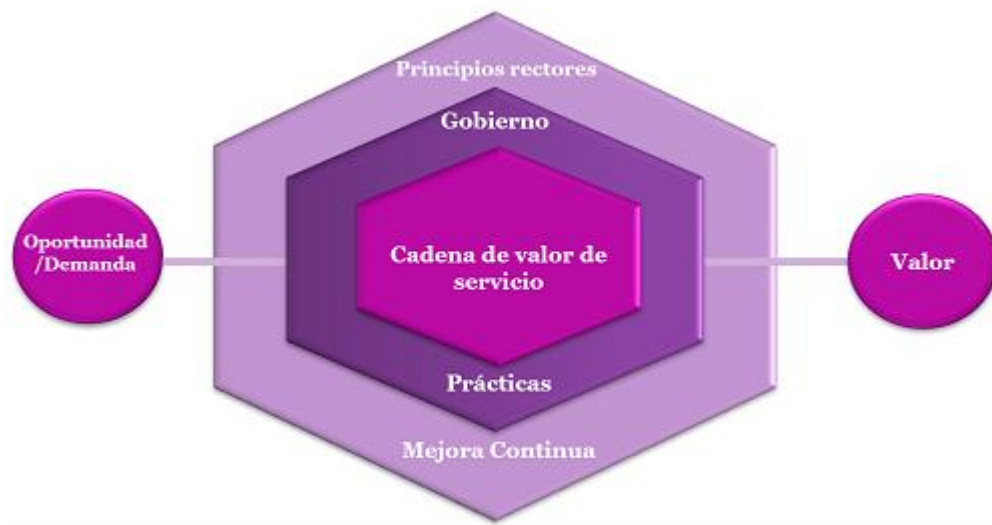 Principios rectores
Gobierno
Oportunidad
/Demanda
Cadena de valor de
servicio
Valor
Prácticas
Mejora Continua